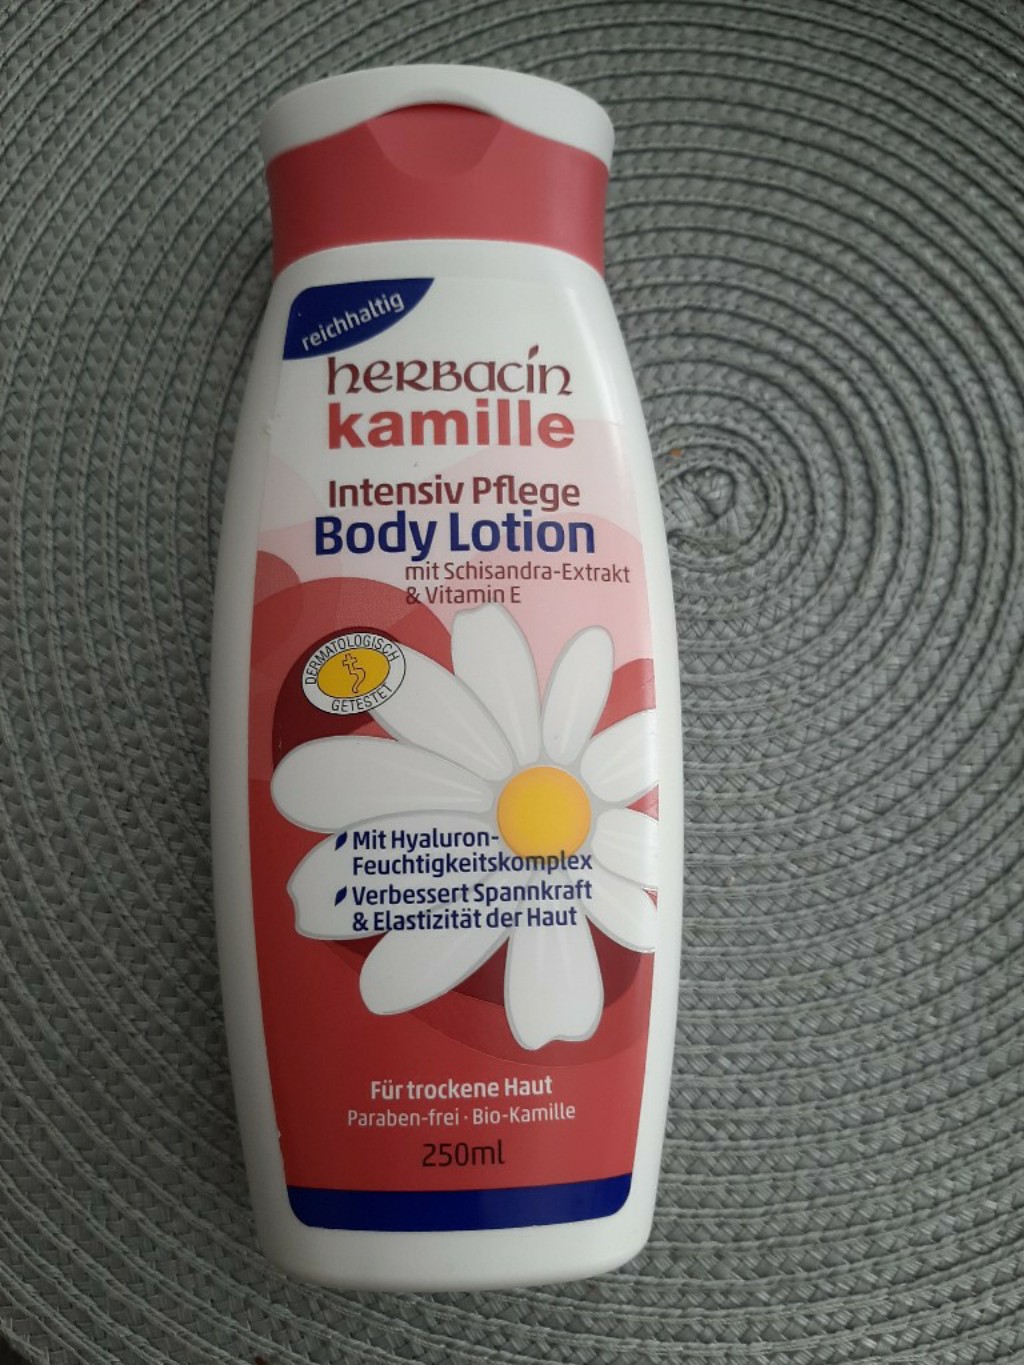 reichhaltig
herbacin
kamille
Intensiv Pflege
Body Lotion
mit Schisandra-Extrakt
& Vitamin E
DERMATOLOGISCH
GETESTET
Mit Hyaluron-
Feuchtigkeitskomplex
Verbessert Spannkraft
& Elastizität der Haut
Für trockene Haut
Paraben-frei · Bio-Kamille
250ml